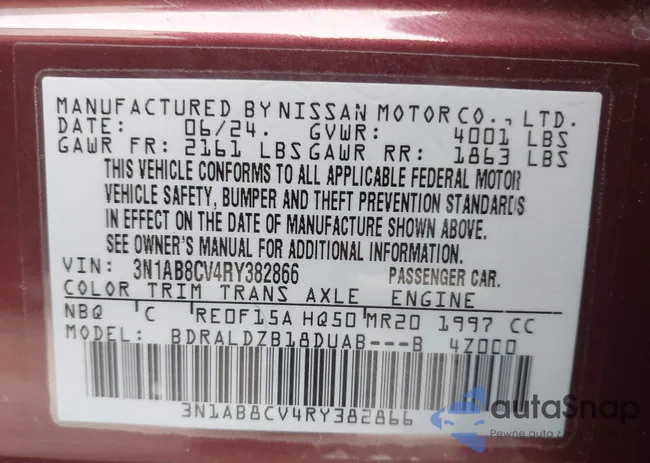 MANUFACTURED BY NISSAN MOTOR CO., LTD.
DATE: 06/24. GVWR: 4001 LBS
GAWR FR: 2161 LBS GAWR RR: 1863 LBS
THIS VEHICLE CONFORMS TO ALL APPLICABLE FEDERAL MOTOR
VEHICLE SAFETY, BUMPER AND THEFT PREVENTION STANDARDS
IN EFFECT ON THE DATE OF MANUFACTURE SHOWN ABOVE.
SEE OWNER'S MANUAL FOR ADDITIONAL INFORMATION.
VIN: 3N1AB8CV4RY382866 PASSENGER CAR.
COLOR TRIM TRANS AXLE ENGINE
NBQ C RE0F15A HQ50 MR20 1997 CC
MODEL: BDRALDZB18DUAB---B 4Z000
3N1AB8CV4RY382866
autoSnap
Pewne auta z